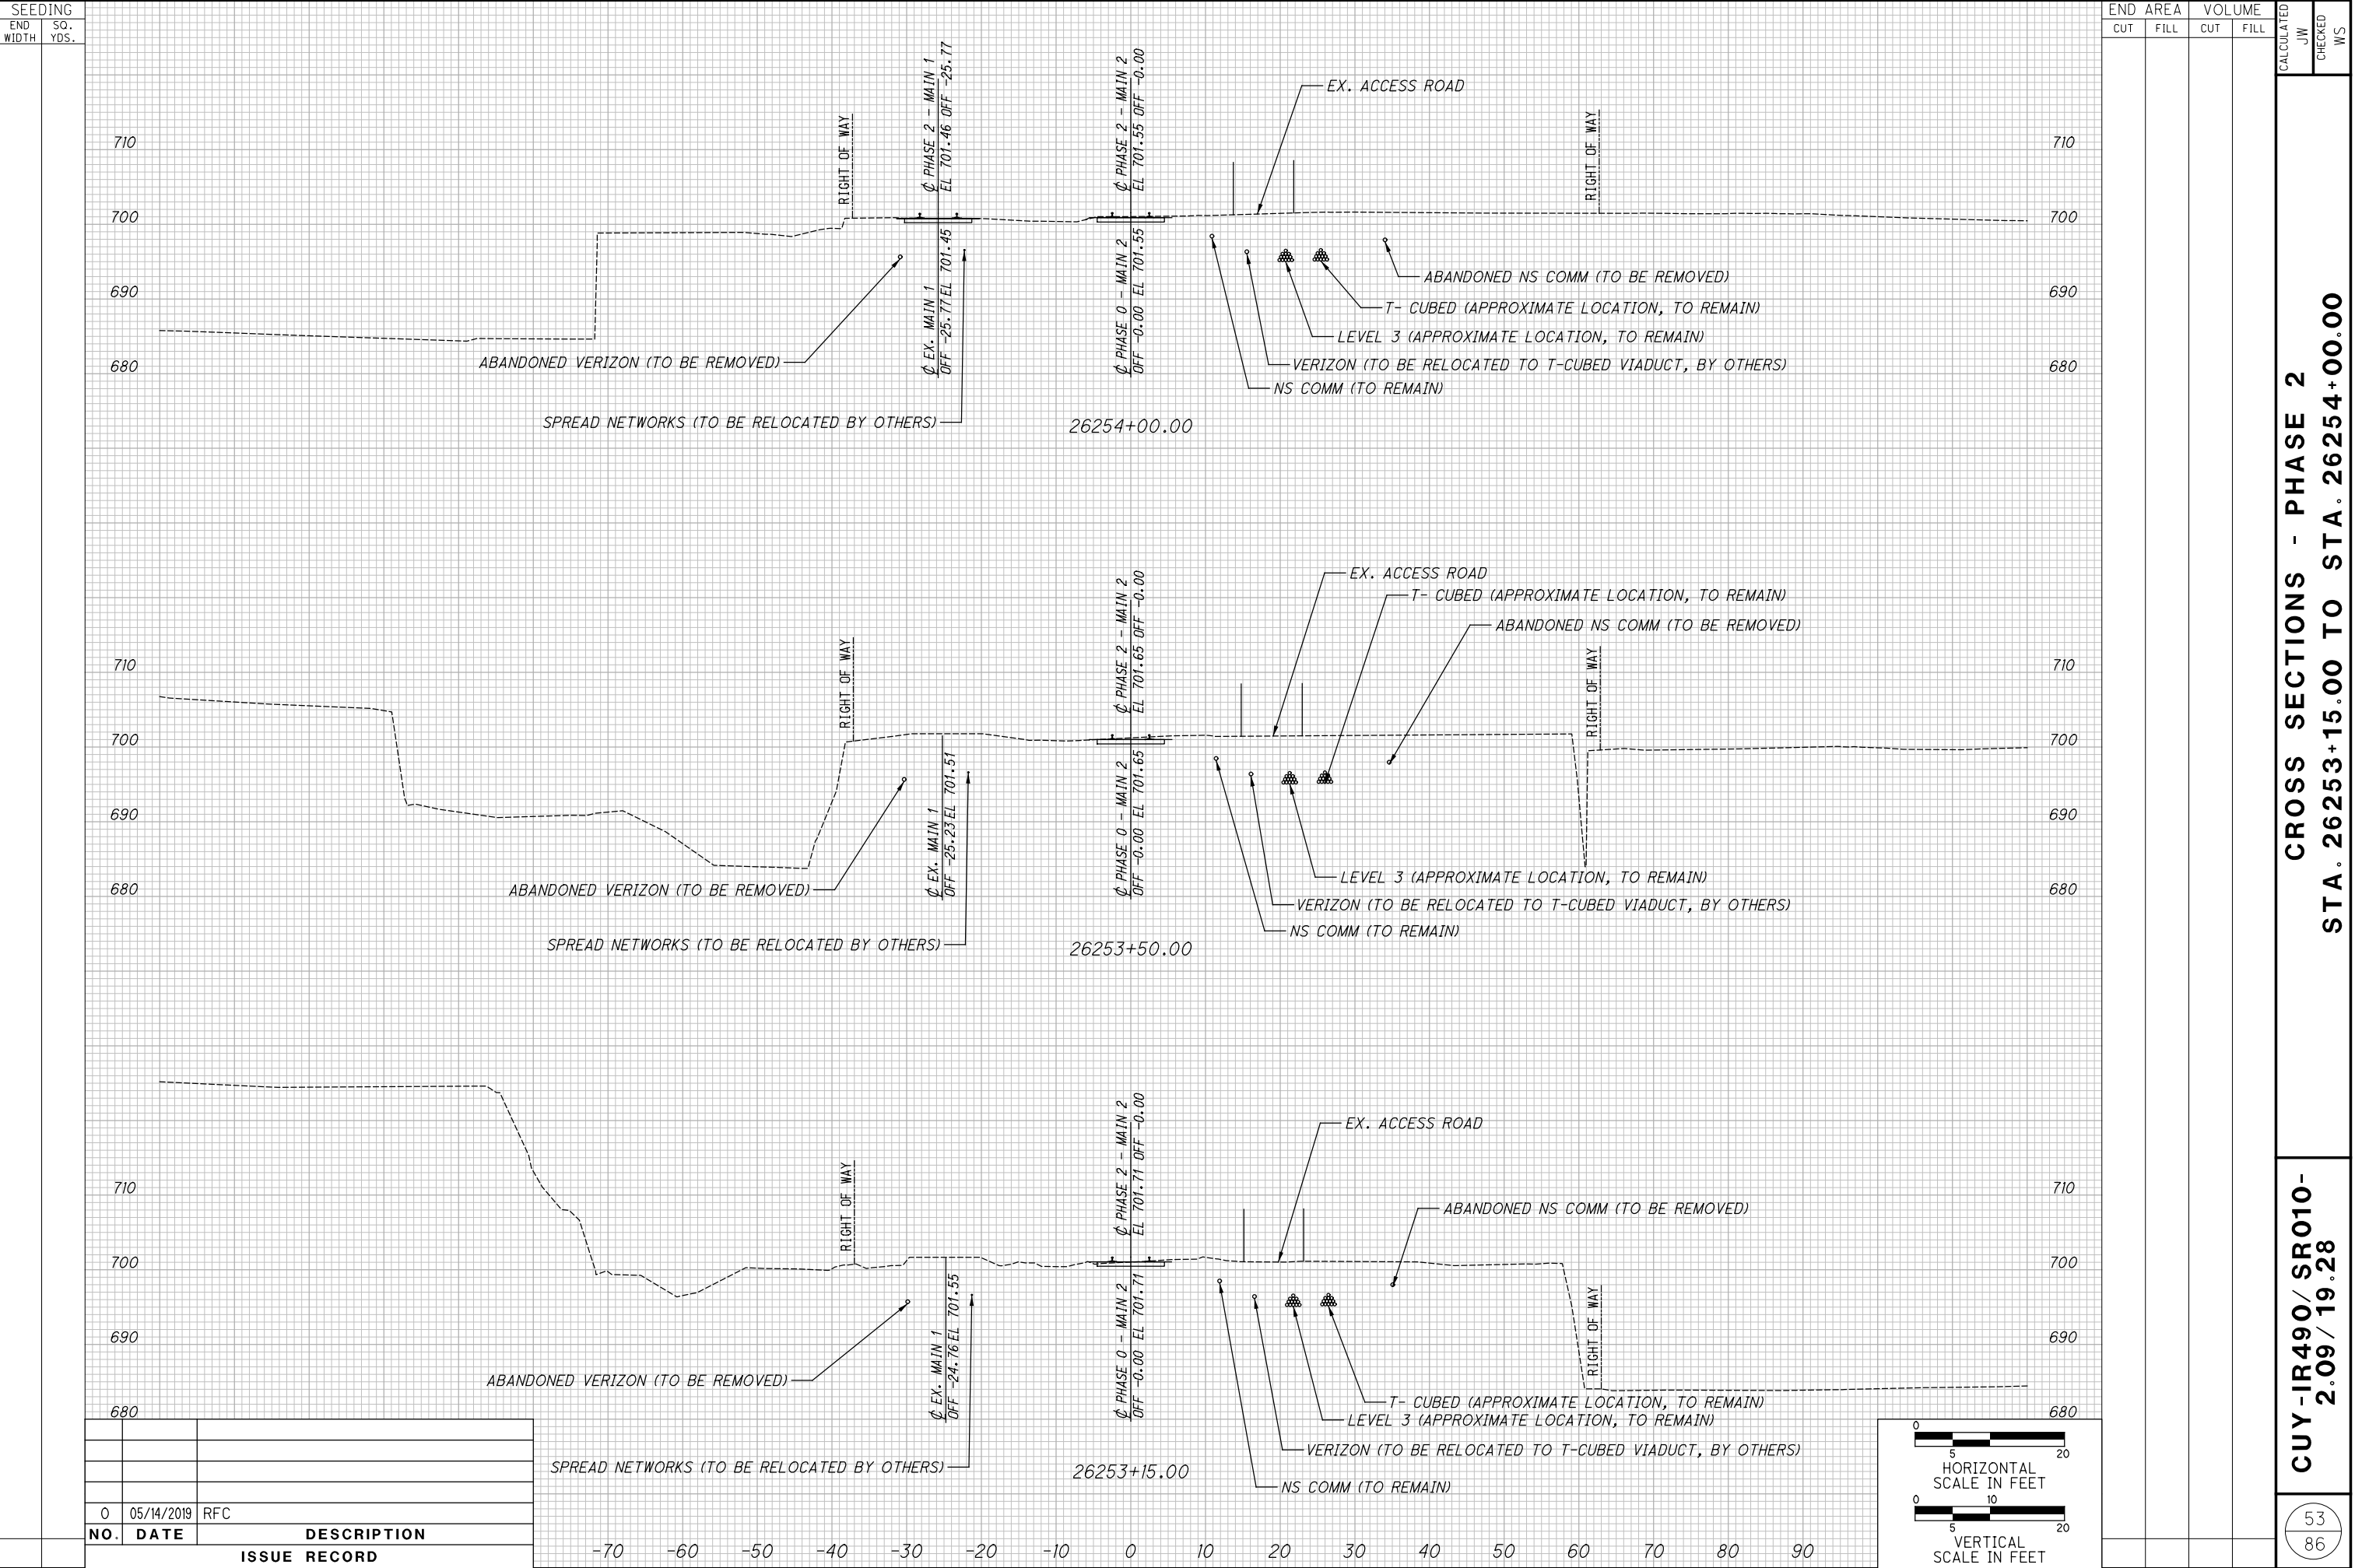 SEEDING
END WIDTH
SQ. YDS.
END AREA
VOLUME
CUT
FILL
CUT
FILL
CALCULATED
JW
CHECKED
WS
CROSS SECTIONS - PHASE 2
STA. 26253+15.00 TO STA. 26254+00.00
CUY-IR490/SR010-
2.09/19.28
53
86
710
700
690
680
RIGHT OF WAY
℄ PHASE 2 - MAIN 1
EL 701.46 OFF -25.77
℄ PHASE 2 - MAIN 2
EL 701.55 OFF -0.00
EX. ACCESS ROAD
RIGHT OF WAY
710
700
690
680
℄ EX. MAIN 1
OFF -25.77 EL 701.45
℄ PHASE 0 - MAIN 2
OFF -0.00 EL 701.55
ABANDONED NS COMM (TO BE REMOVED)
T- CUBED (APPROXIMATE LOCATION, TO REMAIN)
LEVEL 3 (APPROXIMATE LOCATION, TO REMAIN)
ABANDONED VERIZON (TO BE REMOVED)
VERIZON (TO BE RELOCATED TO T-CUBED VIADUCT, BY OTHERS)
NS COMM (TO REMAIN)
SPREAD NETWORKS (TO BE RELOCATED BY OTHERS)
26254+00.00
710
700
690
680
RIGHT OF WAY
℄ PHASE 2 - MAIN 2
EL 701.65 OFF -0.00
EX. ACCESS ROAD
T- CUBED (APPROXIMATE LOCATION, TO REMAIN)
ABANDONED NS COMM (TO BE REMOVED)
RIGHT OF WAY
710
700
690
680
℄ EX. MAIN 1
OFF -25.23 EL 701.51
℄ PHASE 0 - MAIN 2
OFF -0.00 EL 701.65
LEVEL 3 (APPROXIMATE LOCATION, TO REMAIN)
ABANDONED VERIZON (TO BE REMOVED)
VERIZON (TO BE RELOCATED TO T-CUBED VIADUCT, BY OTHERS)
NS COMM (TO REMAIN)
SPREAD NETWORKS (TO BE RELOCATED BY OTHERS)
26253+50.00
710
700
690
680
RIGHT OF WAY
℄ PHASE 2 - MAIN 2
EL 701.71 OFF -0.00
EX. ACCESS ROAD
ABANDONED NS COMM (TO BE REMOVED)
RIGHT OF WAY
710
700
690
680
℄ EX. MAIN 1
OFF -24.76 EL 701.55
℄ PHASE 0 - MAIN 2
OFF -0.00 EL 701.71
ABANDONED VERIZON (TO BE REMOVED)
T- CUBED (APPROXIMATE LOCATION, TO REMAIN)
LEVEL 3 (APPROXIMATE LOCATION, TO REMAIN)
VERIZON (TO BE RELOCATED TO T-CUBED VIADUCT, BY OTHERS)
SPREAD NETWORKS (TO BE RELOCATED BY OTHERS)
26253+15.00
NS COMM (TO REMAIN)
0 05/14/2019 RFC
NO. DATE DESCRIPTION
ISSUE RECORD
-70 -60 -50 -40 -30 -20 -10 0 10 20 30 40 50 60 70 80 90
0
5 20
HORIZONTAL
SCALE IN FEET
0 10
5 20
VERTICAL
SCALE IN FEET